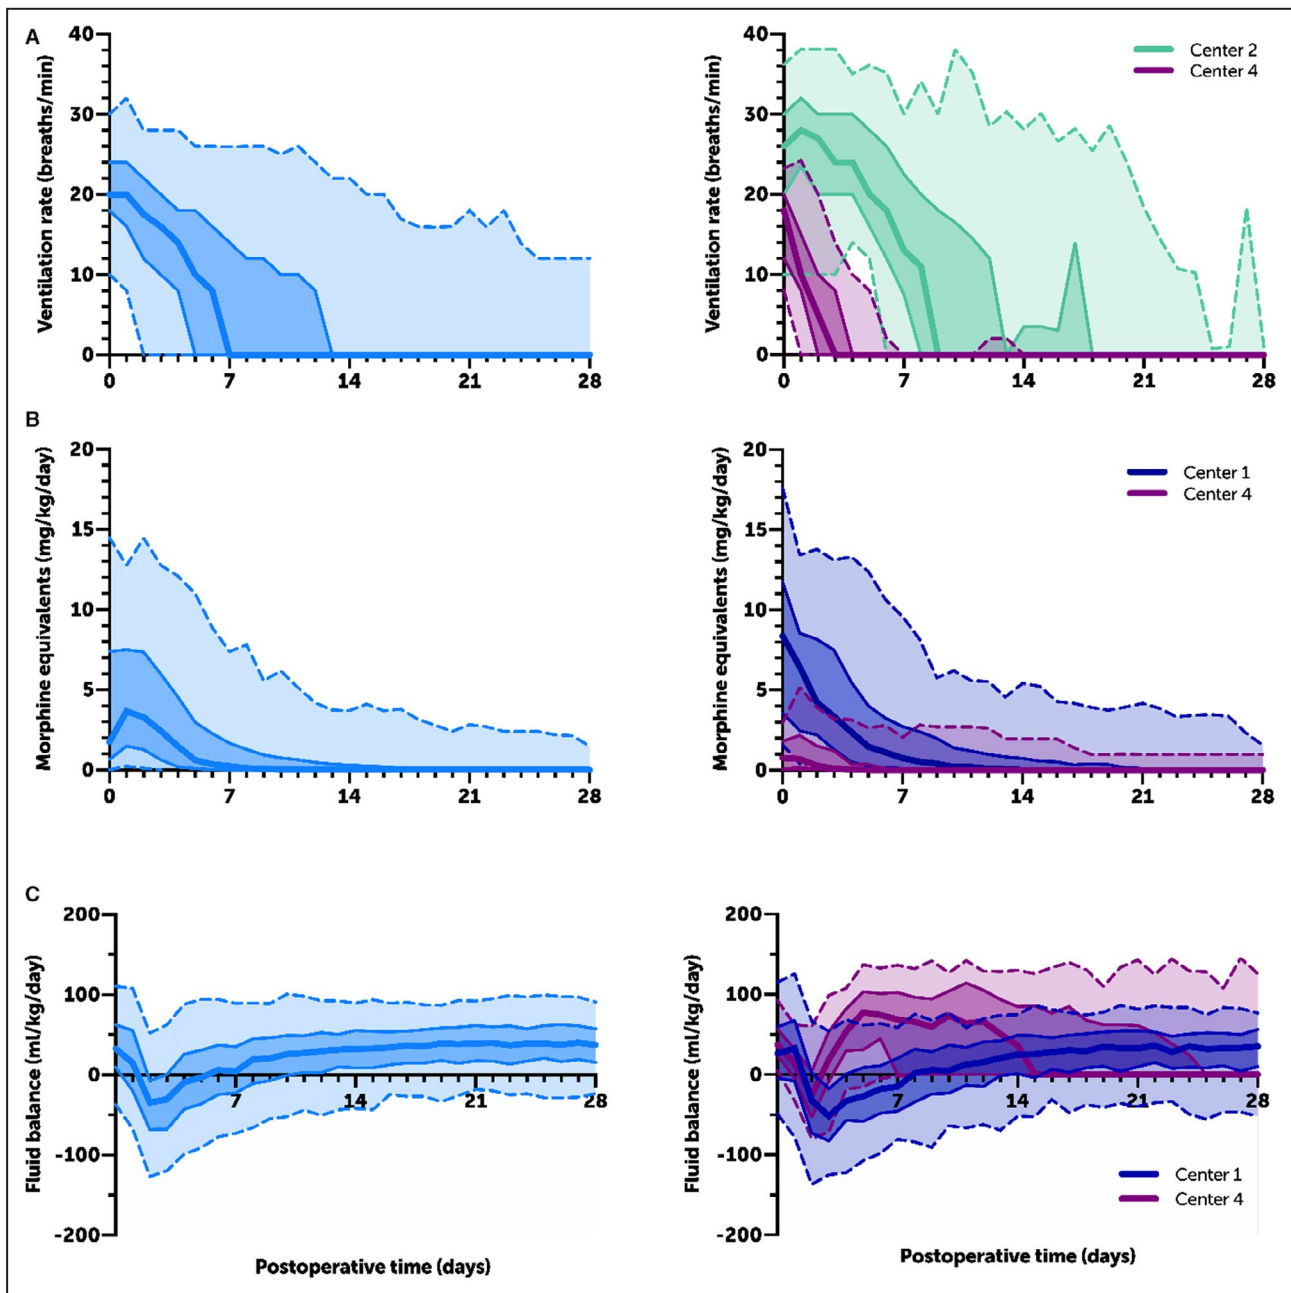 A
Ventilation rate (breaths/min)
40
30
20
10
0
0 7 14 21 28
Ventilation rate (breaths/min)
40
30
20
10
0
0 7 14 21 28
Center 2
Center 4
B
Morphine equivalents (mg/kg/day)
20
15
10
5
0
0 7 14 21 28
Morphine equivalents (mg/kg/day)
20
15
10
5
0
0 7 14 21 28
Center 1
Center 4
C
Fluid balance (ml/kg/day)
200
100
0
-100
-200
7 14 21 28
Postoperative time (days)
Fluid balance (ml/kg/day)
200
100
0
-100
-200
7 14 21 28
Center 1
Center 4
Postoperative time (days)